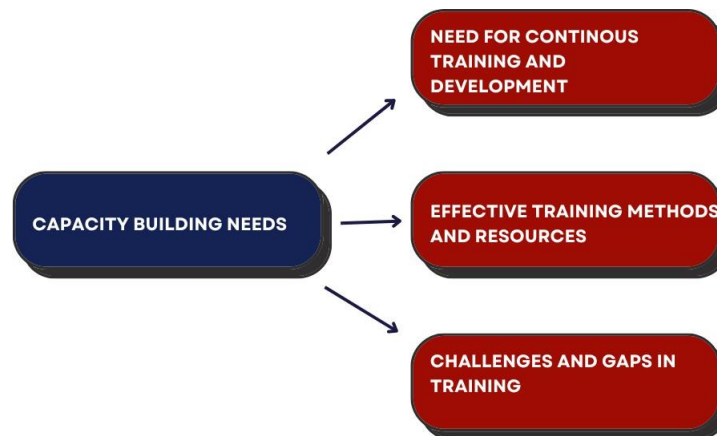 NEED FOR CONTINOUS
TRAINING AND
DEVELOPMENT
CAPACITY BUILDING NEEDS
EFFECTIVE TRAINING METHODS
AND RESOURCES
CHALLENGES AND GAPS IN
TRAINING